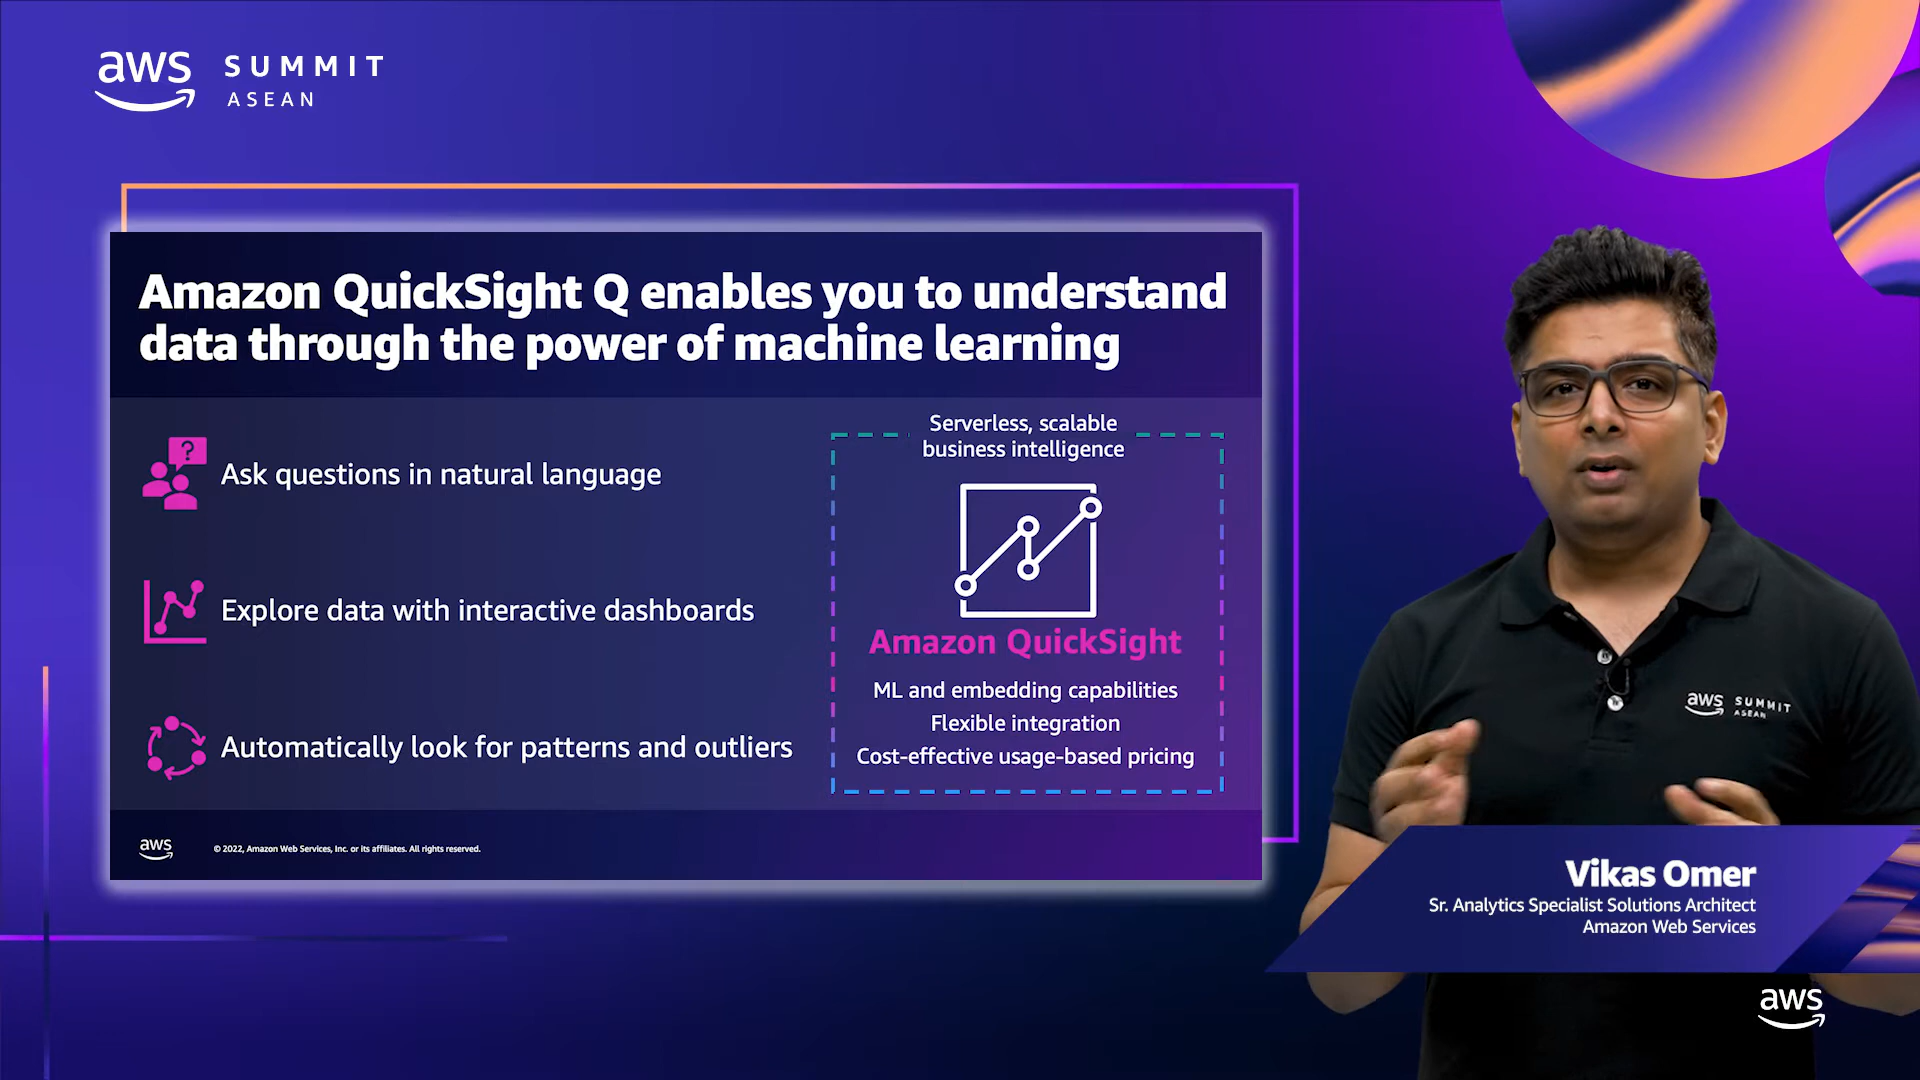 aws SUMMIT
ASEAN
Amazon QuickSight Q enables you to understand
data through the power of machine learning
?
Ask questions in natural language
Explore data with interactive dashboards
Automatically look for patterns and outliers
Serverless, scalable
business intelligence
Amazon QuickSight
ML and embedding capabilities
Flexible integration
Cost-effective usage-based pricing
aws
© 2022, Amazon Web Services, Inc. or its affiliates. All rights reserved.
aws SUMMIT
ASEAN
Vikas Omer
Sr. Analytics Specialist Solutions Architect
Amazon Web Services
aws